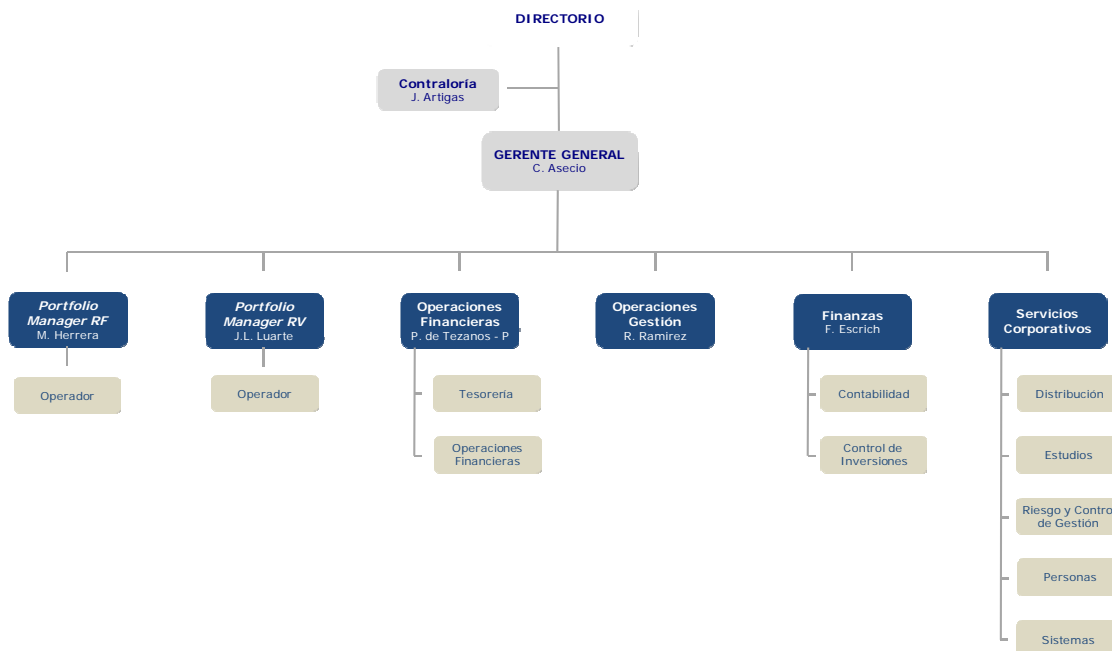 DIRECTORIO
Contraloría
J. Artigas
GERENTE GENERAL
C. Asecio
Portfolio
Manager RF
M. Herrera
Operador
Portfolio
Manager RV
J.L. Luarte
Operador
Operaciones
Financieras
P. de Tezanos - P
Tesorería
Operaciones
Financieras
Operaciones
Gestión
R. Ramirez
Finanzas
F. Escrich
Contabilidad
Control de
Inversiones
Servicios
Corporativos
Distribución
Estudios
Riesgo y Contro
de Gestión
Personas
Sistemas